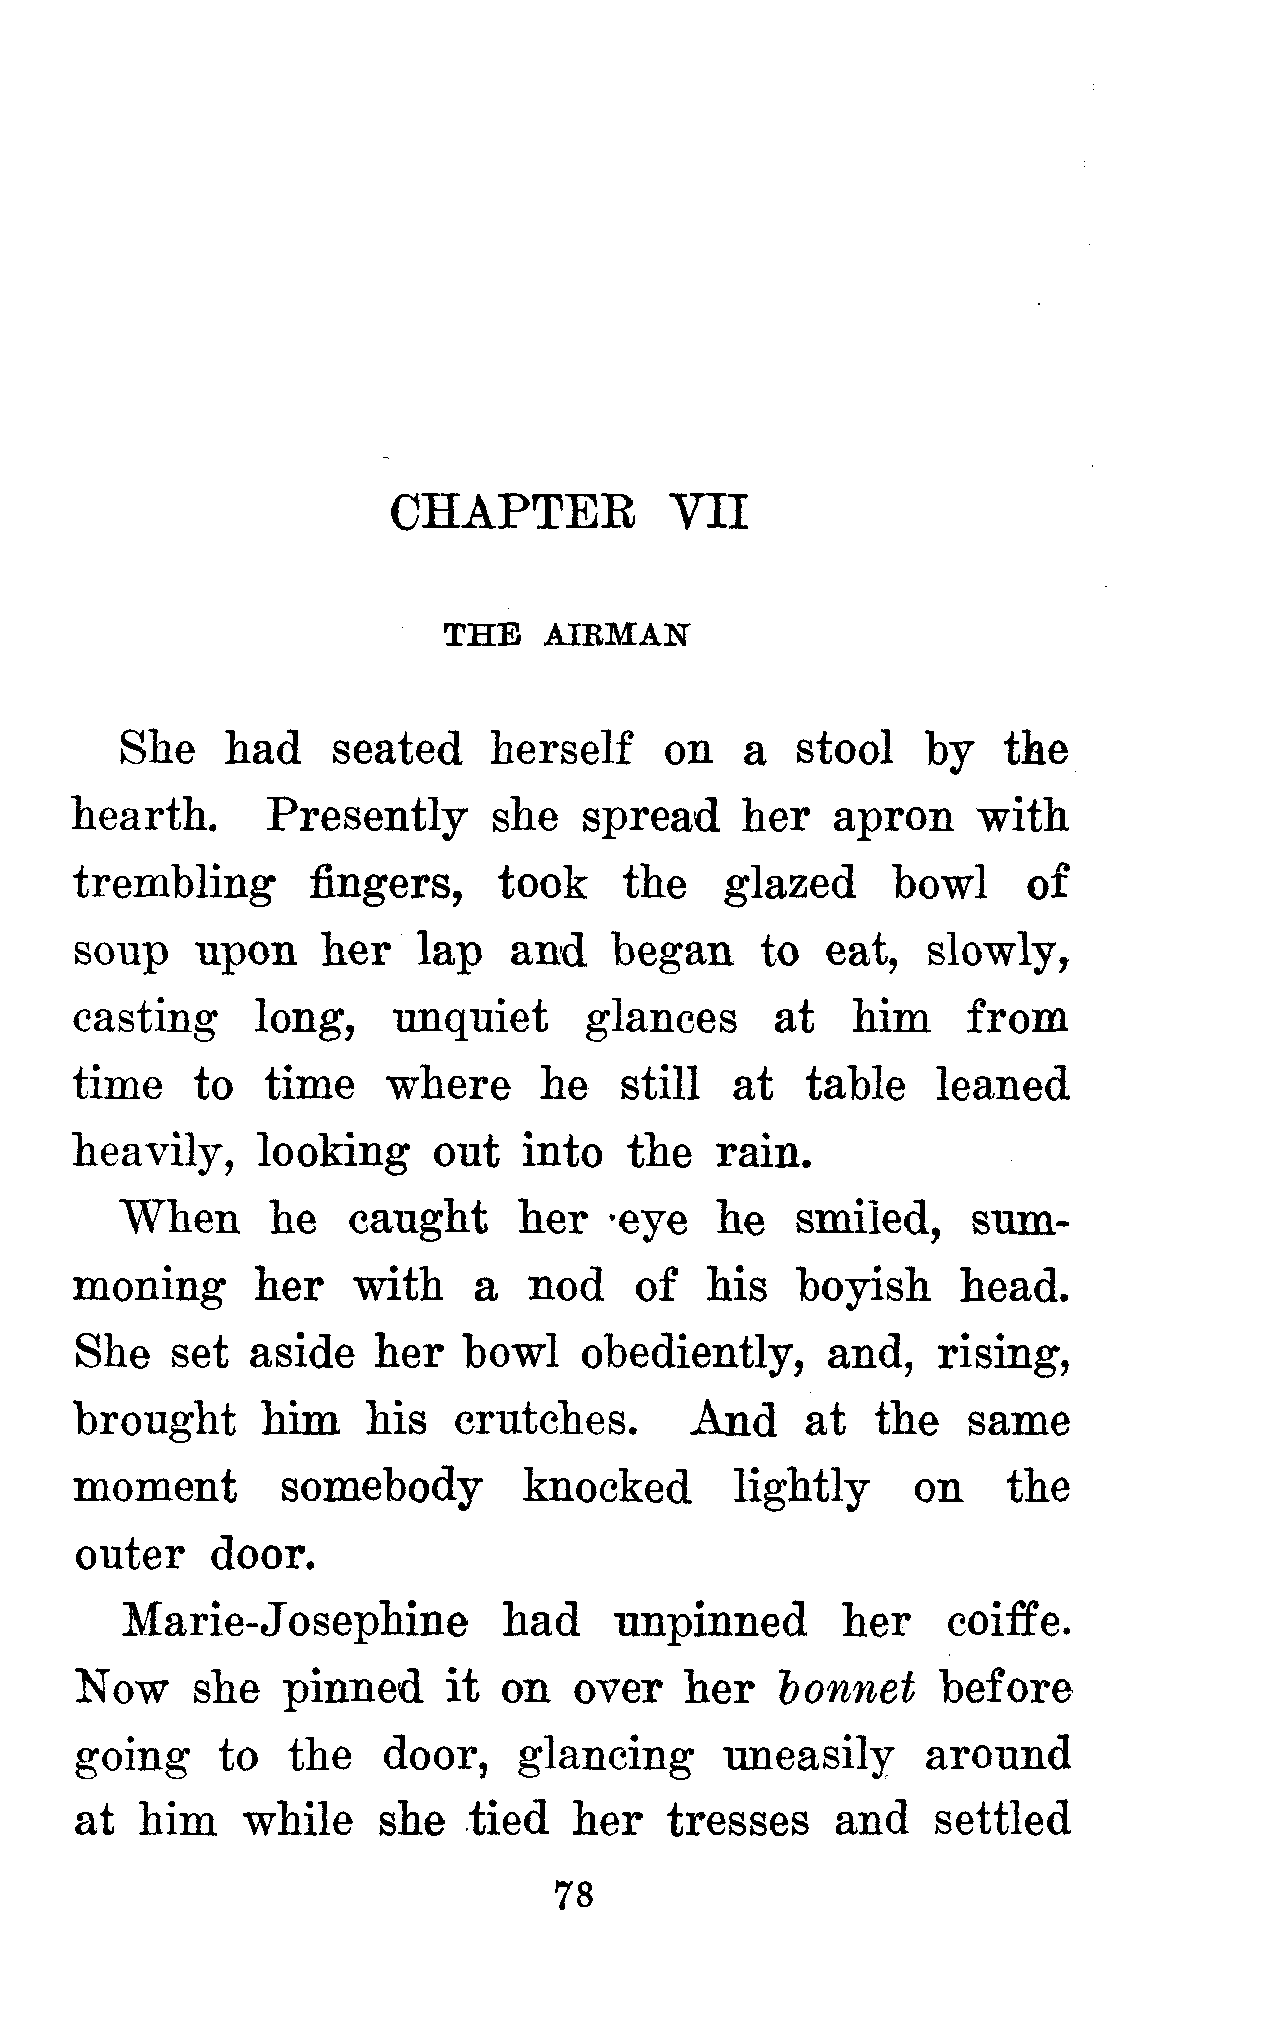 CHAPTER VII
THE AIRMAN
She had seated herself on a stool by the
hearth. Presently she spread her apron with
trembling fingers, took the glazed bowl of
soup upon her lap and began to eat, slowly,
casting long, unquiet glances at him from
time to time where he still at table leaned
heavily, looking out into the rain.
When he caught her eye he smiled, sum-
moning her with a nod of his boyish head.
She set aside her bowl obediently, and, rising,
brought him his crutches. And at the same
moment somebody knocked lightly on the
outer door.
Marie-Josephine had unpinned her coiffe.
Now she pinned it on over her bonnet before
going to the door, glancing uneasily around
at him while she tied her tresses and settled
78